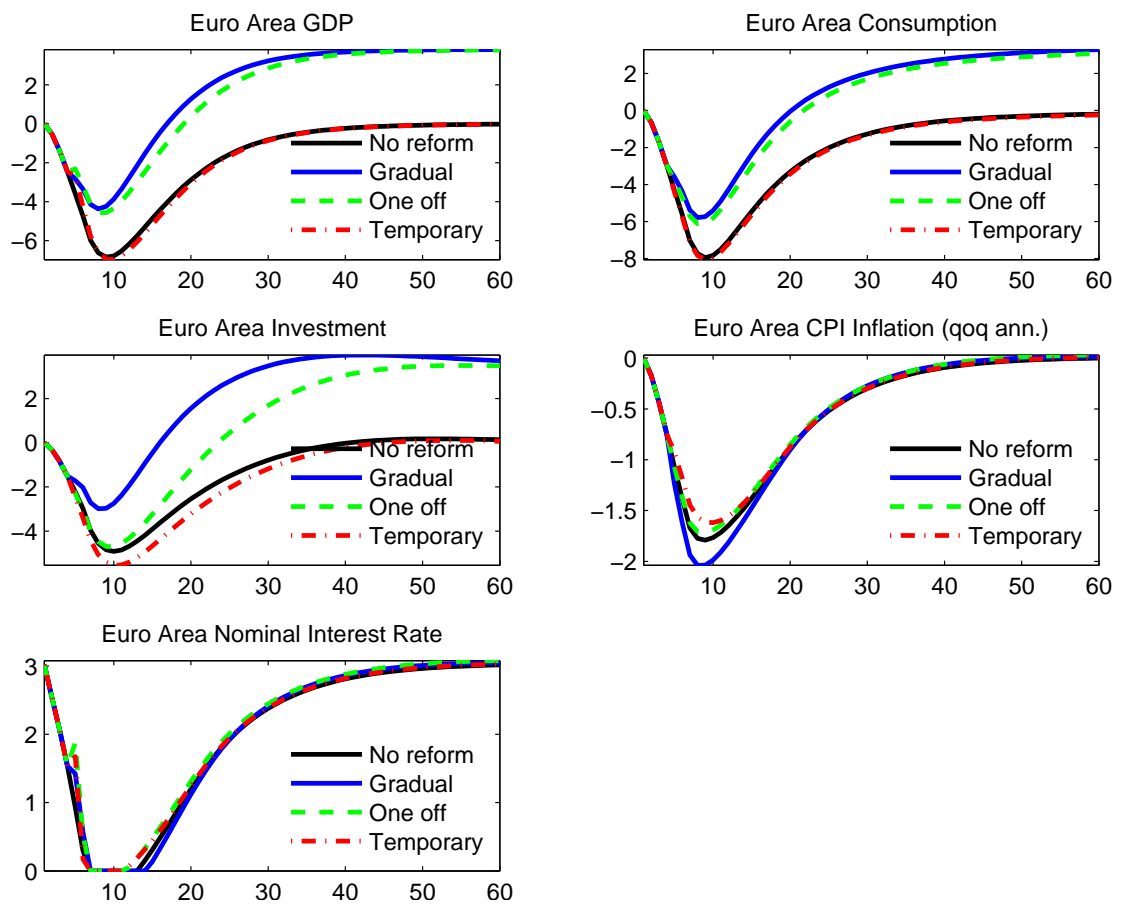 Euro Area GDP
2
0
−2
−4
−6
10 20 30 40 50 60
No reform
Gradual
One off
Temporary
Euro Area Consumption
2
0
−2
−4
−6
−8
10 20 30 40 50 60
No reform
Gradual
One off
Temporary
Euro Area Investment
2
0
−2
−4
10 20 30 40 50 60
No reform
Gradual
One off
Temporary
Euro Area CPI Inflation (qoq ann.)
0
−0.5
−1
−1.5
−2
10 20 30 40 50 60
No reform
Gradual
One off
Temporary
Euro Area Nominal Interest Rate
3
2
1
0
10 20 30 40 50 60
No reform
Gradual
One off
Temporary